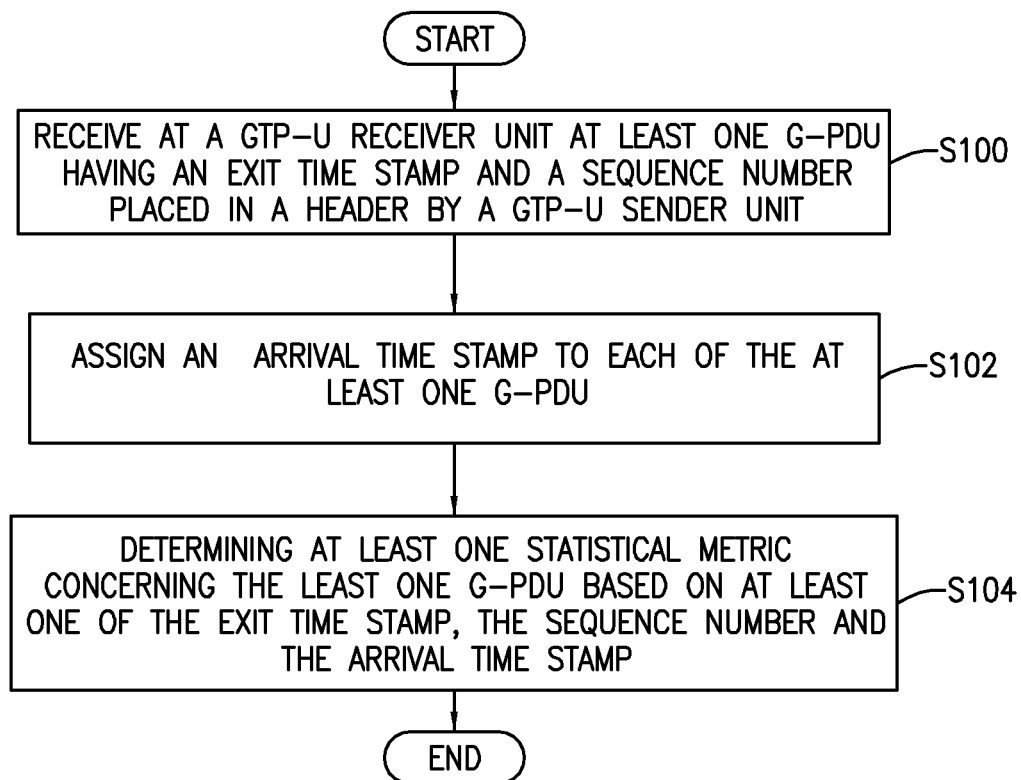 START
RECEIVE AT A GTP-U RECEIVER UNIT AT LEAST ONE G-PDU
HAVING AN EXIT TIME STAMP AND A SEQUENCE NUMBER
PLACED IN A HEADER BY A GTP-U SENDER UNIT
S100
ASSIGN AN ARRIVAL TIME STAMP TO EACH OF THE AT
LEAST ONE G-PDU
S102
DETERMINING AT LEAST ONE STATISTICAL METRIC
CONCERNING THE LEAST ONE G-PDU BASED ON AT LEAST
ONE OF THE EXIT TIME STAMP, THE SEQUENCE NUMBER AND
THE ARRIVAL TIME STAMP
S104
END